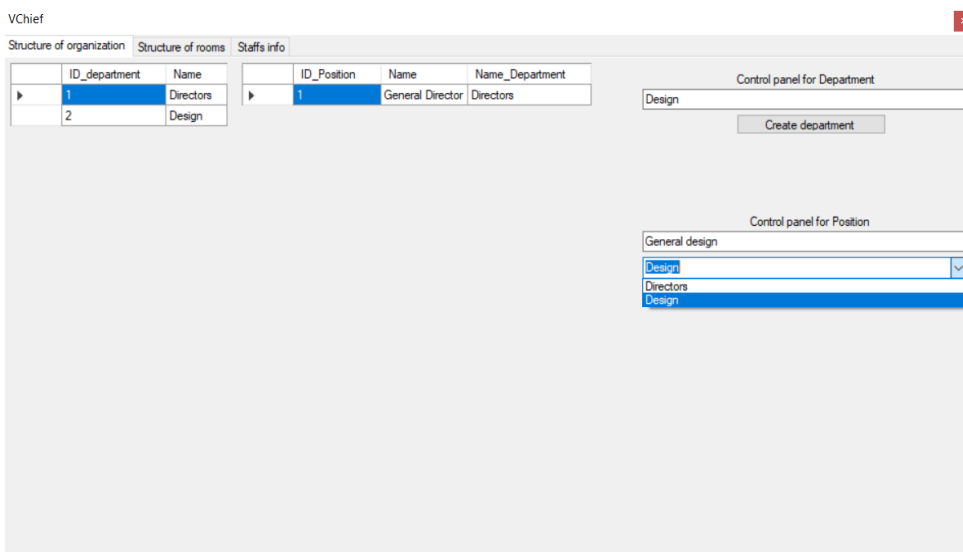 VChief
Structure of organization Structure of rooms Staffs info
ID_department Name
1 Directors
2 Design
ID_Position Name Name_Department
1 General Director Directors
Control panel for Department
Design
Create department
Control panel for Position
General design
Design
Directors
Design